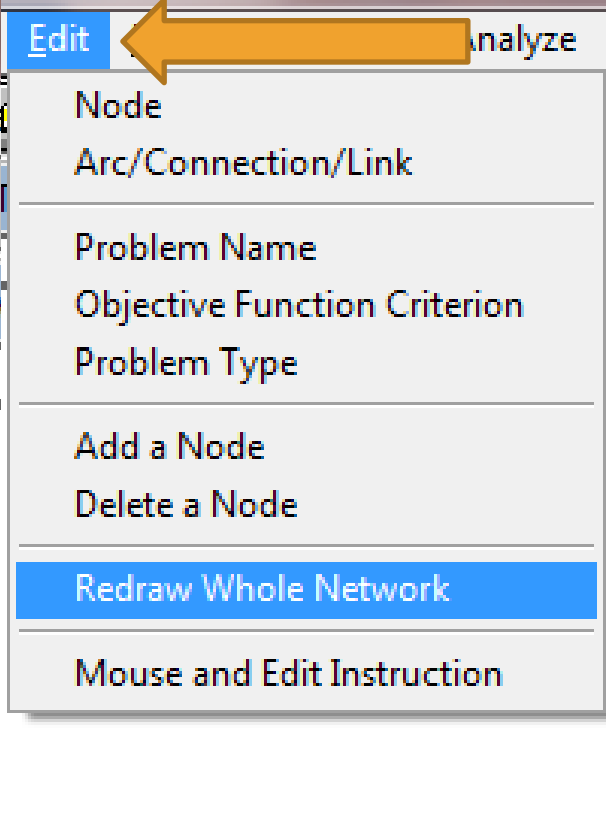 Edit
Node
Arc/Connection/Link
Problem Name
Objective Function Criterion
Problem Type
Add a Node
Delete a Node
Redraw Whole Network
Mouse and Edit Instruction